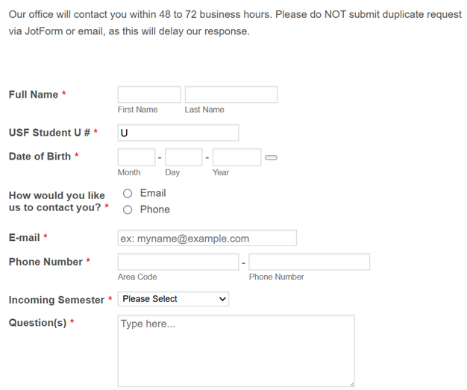 Our office will contact you within 48 to 72 business hours. Please do NOT submit duplicate request
via JotForm or email, as this will delay our response.
Full Name *
First Name Last Name
USF Student U # * U
Date of Birth * - -
Month Day Year
How would you like
us to contact you? *
Email
Phone
E-mail * ex: myname@example.com
Phone Number * -
Area Code Phone Number
Incoming Semester * Please Select
Question(s) * Type here...